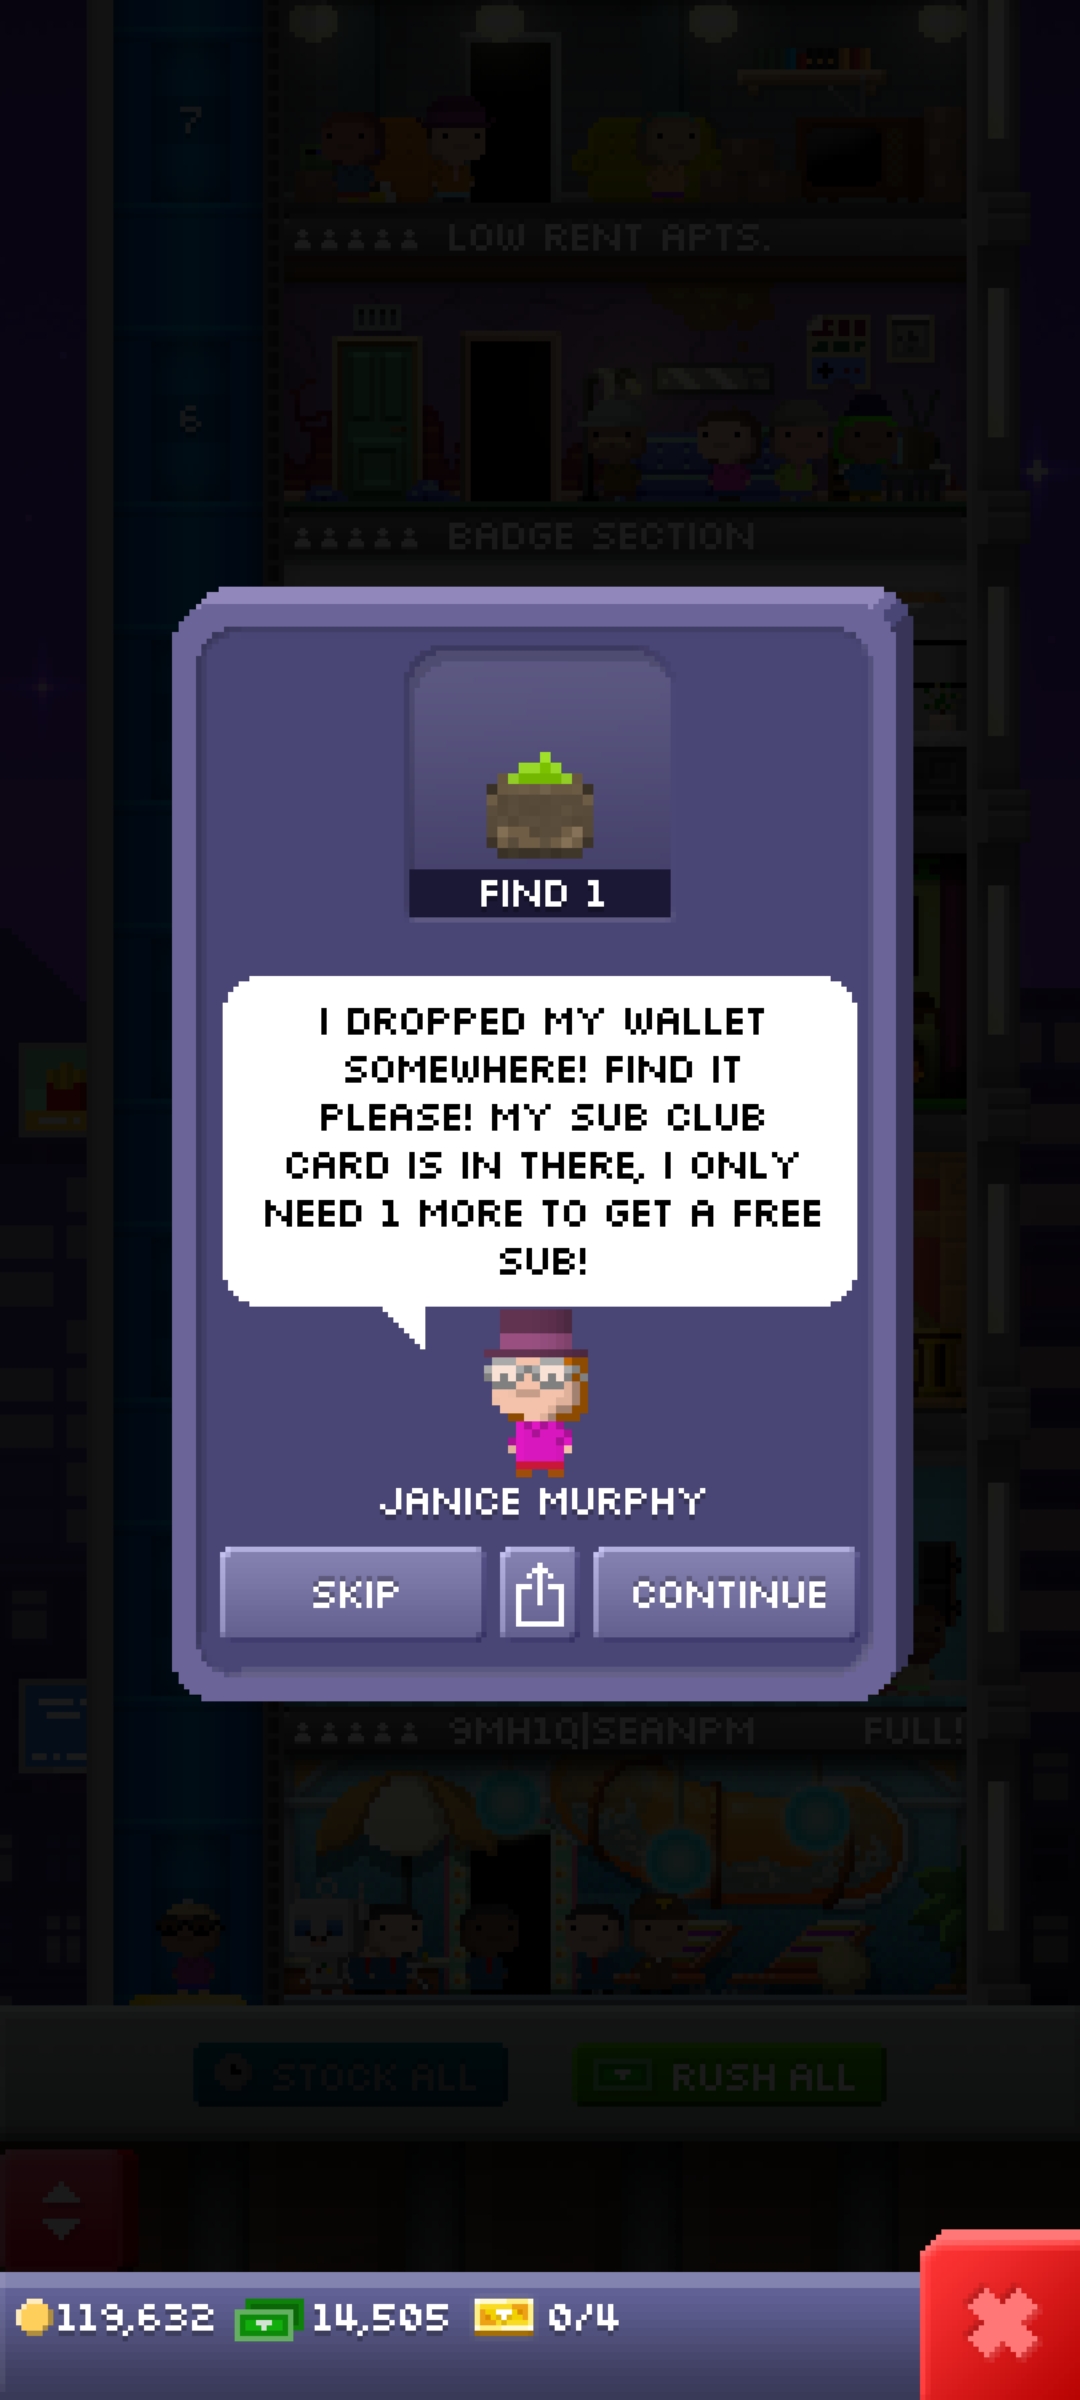 7
LOW RENT APTS.
6
BADGE SECTION
FIND 1
I DROPPED MY WALLET
SOMEWHERE! FIND IT
PLEASE! MY SUB CLUB
CARD IS IN THERE, I ONLY
NEED 1 MORE TO GET A FREE
SUB!
JANICE MURPHY
SKIP
CONTINUE
9MH1Q|SEANPM FULL!
STOCK ALL
RUSH ALL
119,632 14,505 0/4